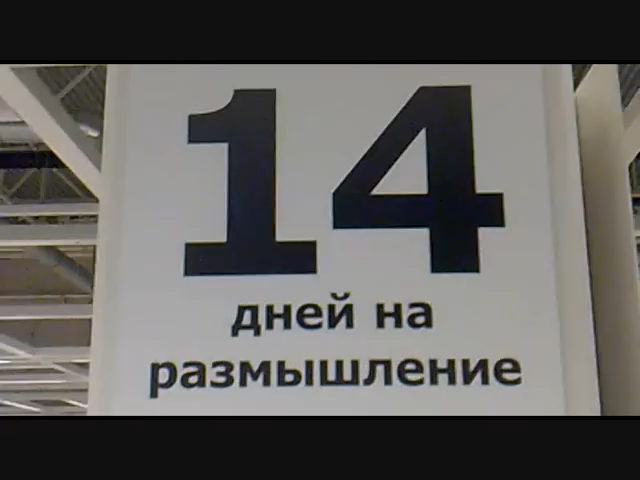 14
дней на
размышление